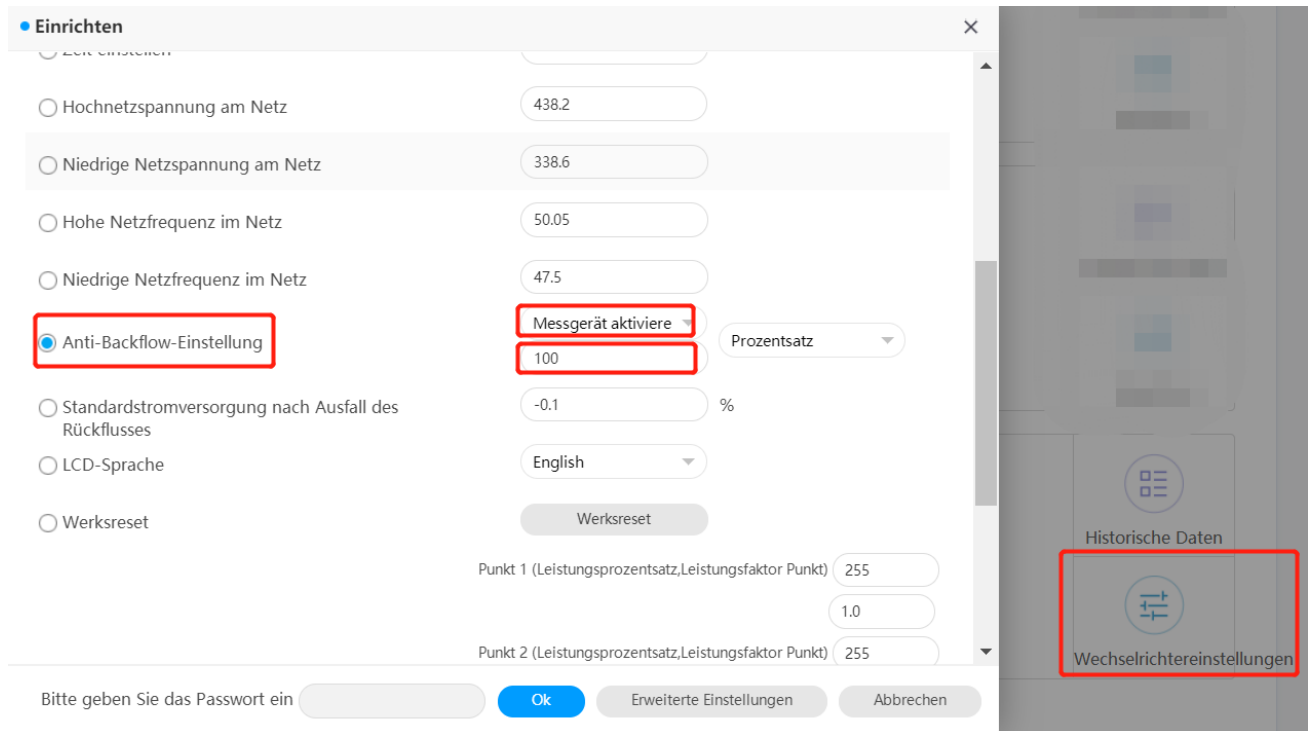 Einrichten
Zeit einstellen
Hochnetzspannung am Netz
438.2
Niedrige Netzspannung am Netz
338.6
Hohe Netzfrequenz im Netz
50.05
Niedrige Netzfrequenz im Netz
47.5
Anti-Backflow-Einstellung
Messgerät aktiviere
100
Prozentsatz
Standardstromversorgung nach Ausfall des
Rückflusses
-0.1
%
LCD-Sprache
English
Werksreset
Werksreset
Punkt 1 (Leistungsprozentsatz,Leistungsfaktor Punkt)
255
1.0
Punkt 2 (Leistungsprozentsatz,Leistungsfaktor Punkt)
255
Bitte geben Sie das Passwort ein
Ok
Erweiterte Einstellungen
Abbrechen
Historische Daten
Wechselrichtereinstellungen